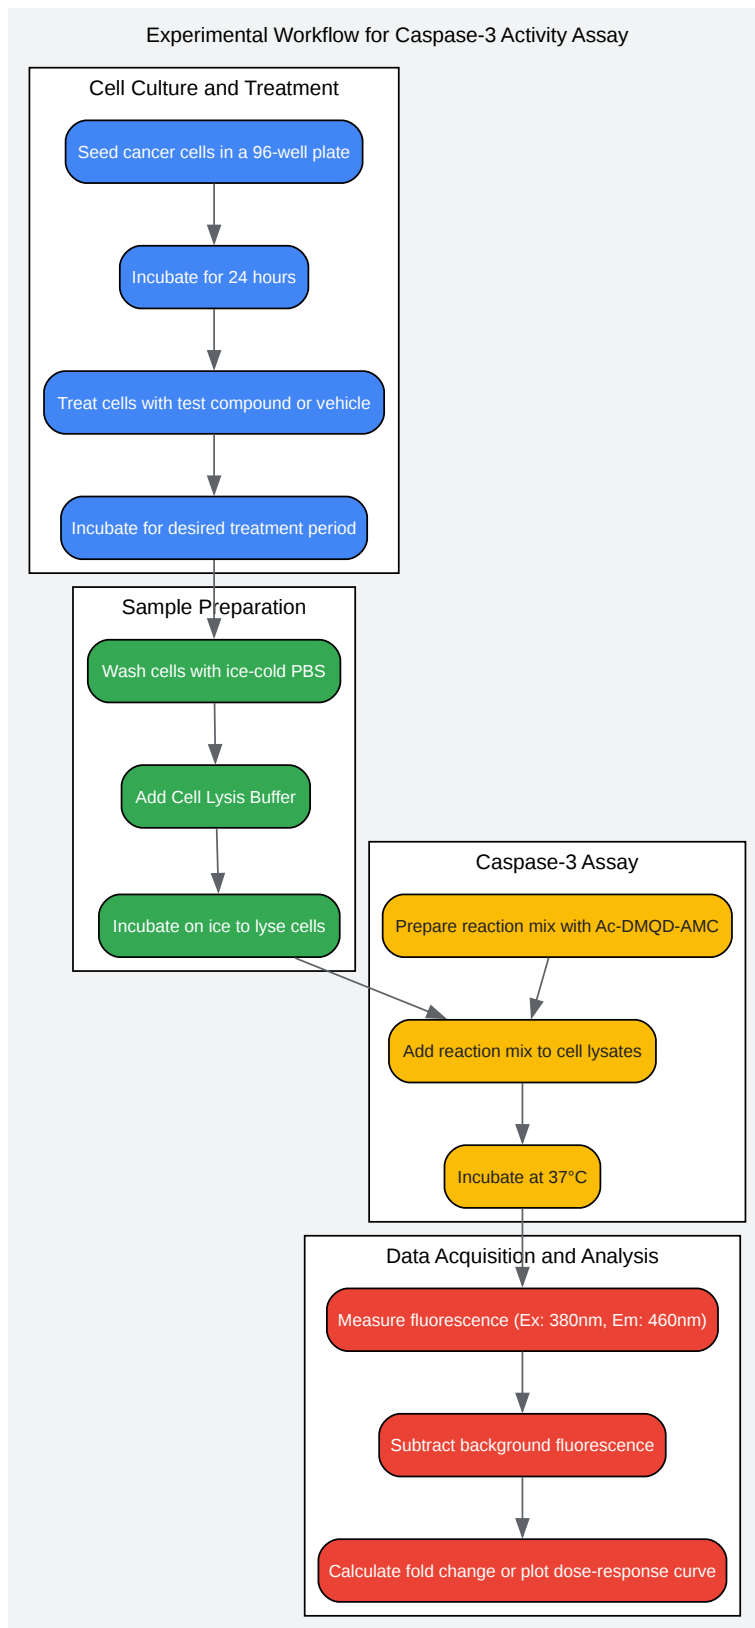 Experimental Workflow for Caspase-3 Activity Assay
Cell Culture and Treatment
Seed cancer cells in a 96-well plate
Incubate for 24 hours
Treat cells with test compound or vehicle
Incubate for desired treatment period
Sample Preparation
Wash cells with ice-cold PBS
Add Cell Lysis Buffer
Incubate on ice to lyse cells
Caspase-3 Assay
Prepare reaction mix with Ac-DMQD-AMC
Add reaction mix to cell lysates
Incubate at 37°C
Data Acquisition and Analysis
Measure fluorescence (Ex: 380nm, Em: 460nm)
Subtract background fluorescence
Calculate fold change or plot dose-response curve